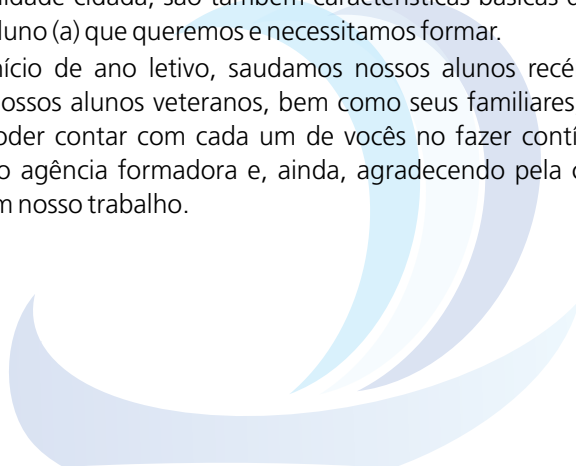 lidade cidadã, são também características básicas d
luno (a) que queremos e necessitamos formar.
nício de ano letivo, saudamos nossos alunos recé
ossos alunos veteranos, bem como seus familiares
oder contar com cada um de vocês no fazer contí
o agência formadora e, ainda, agradecendo pela c
m nosso trabalho.